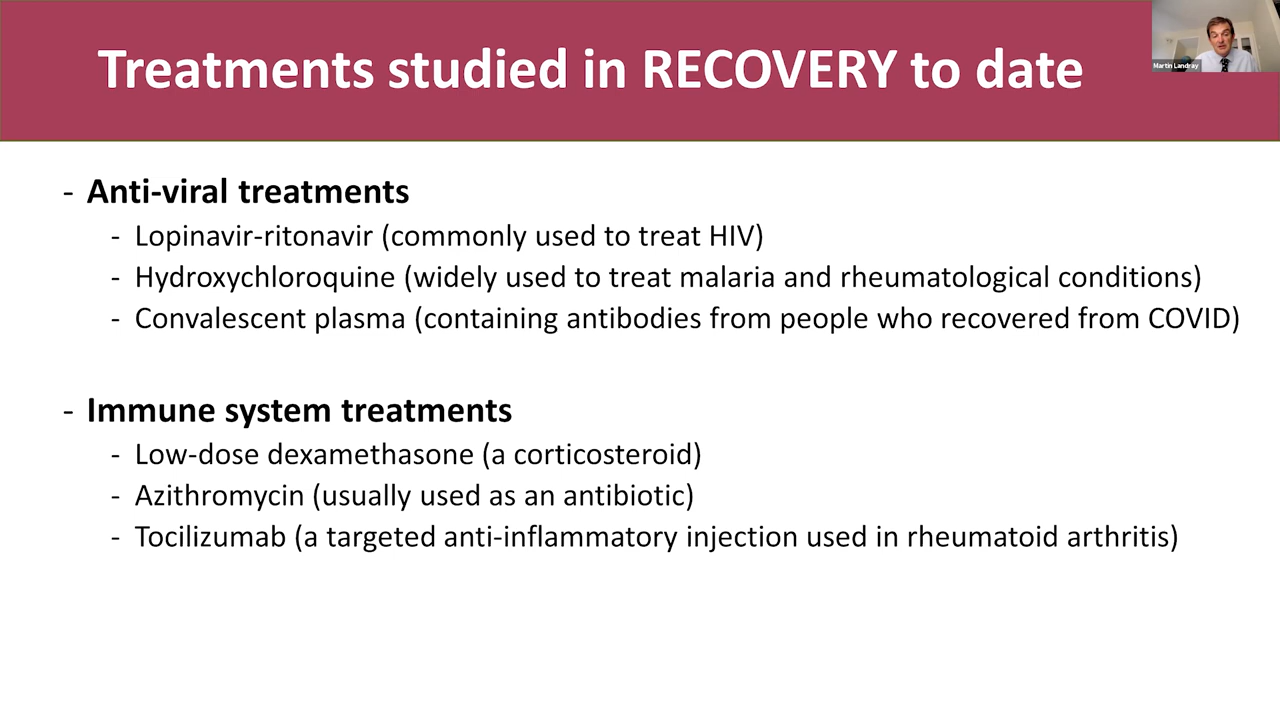 Treatments studied in RECOVERY to date
Martin Landray
- Anti-viral treatments
- Lopinavir-ritonavir (commonly used to treat HIV)
- Hydroxychloroquine (widely used to treat malaria and rheumatological conditions)
- Convalescent plasma (containing antibodies from people who recovered from COVID)
- Immune system treatments
- Low-dose dexamethasone (a corticosteroid)
- Azithromycin (usually used as an antibiotic)
- Tocilizumab (a targeted anti-inflammatory injection used in rheumatoid arthritis)